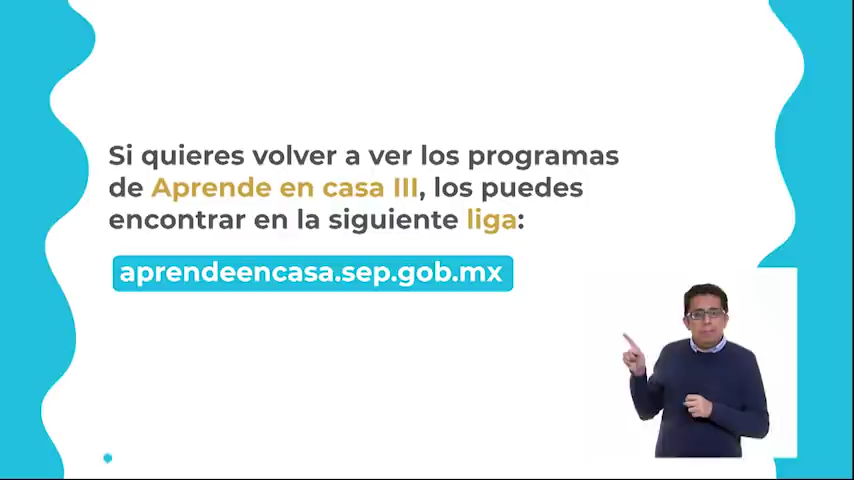 Si quieres volver a ver los programas
de Aprende en casa III, los puedes
encontrar en la siguiente liga:
aprendeencasa.sep.gob.mx